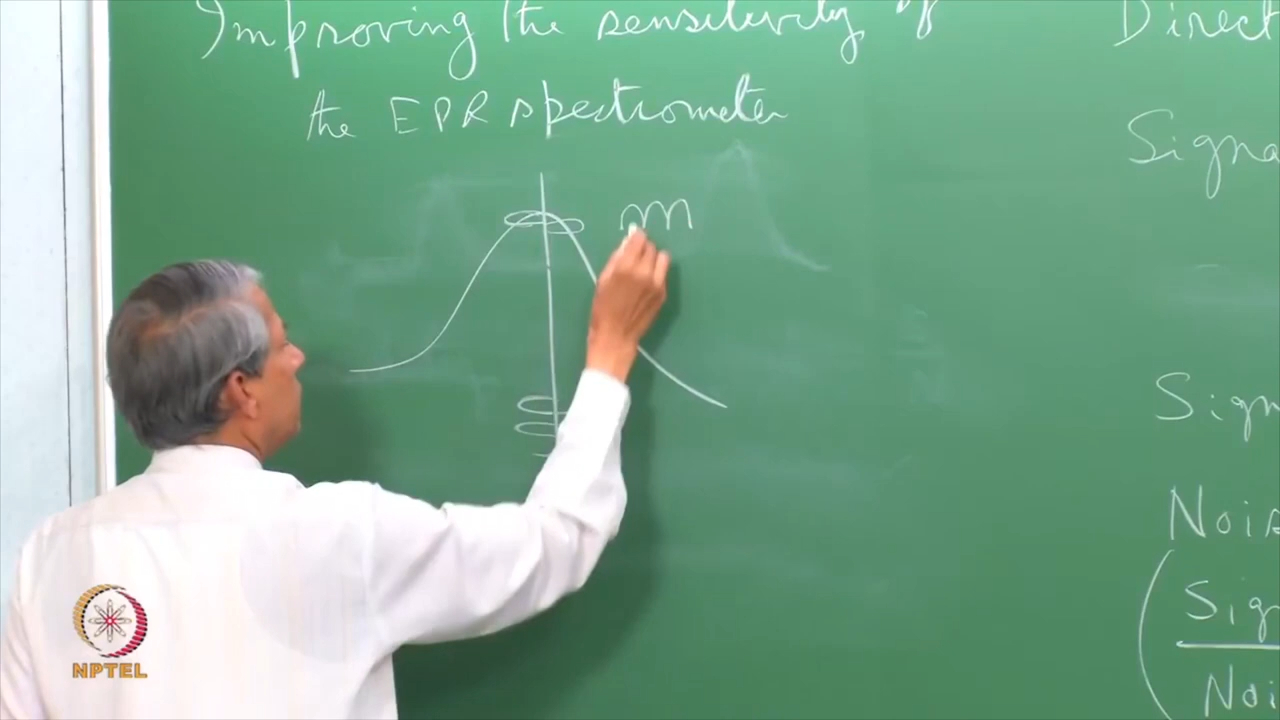 Improving the sensitivity of
the EPR spectrometer
Direct
Signa
Sign
Nois
Sig
Noi
NPTEL